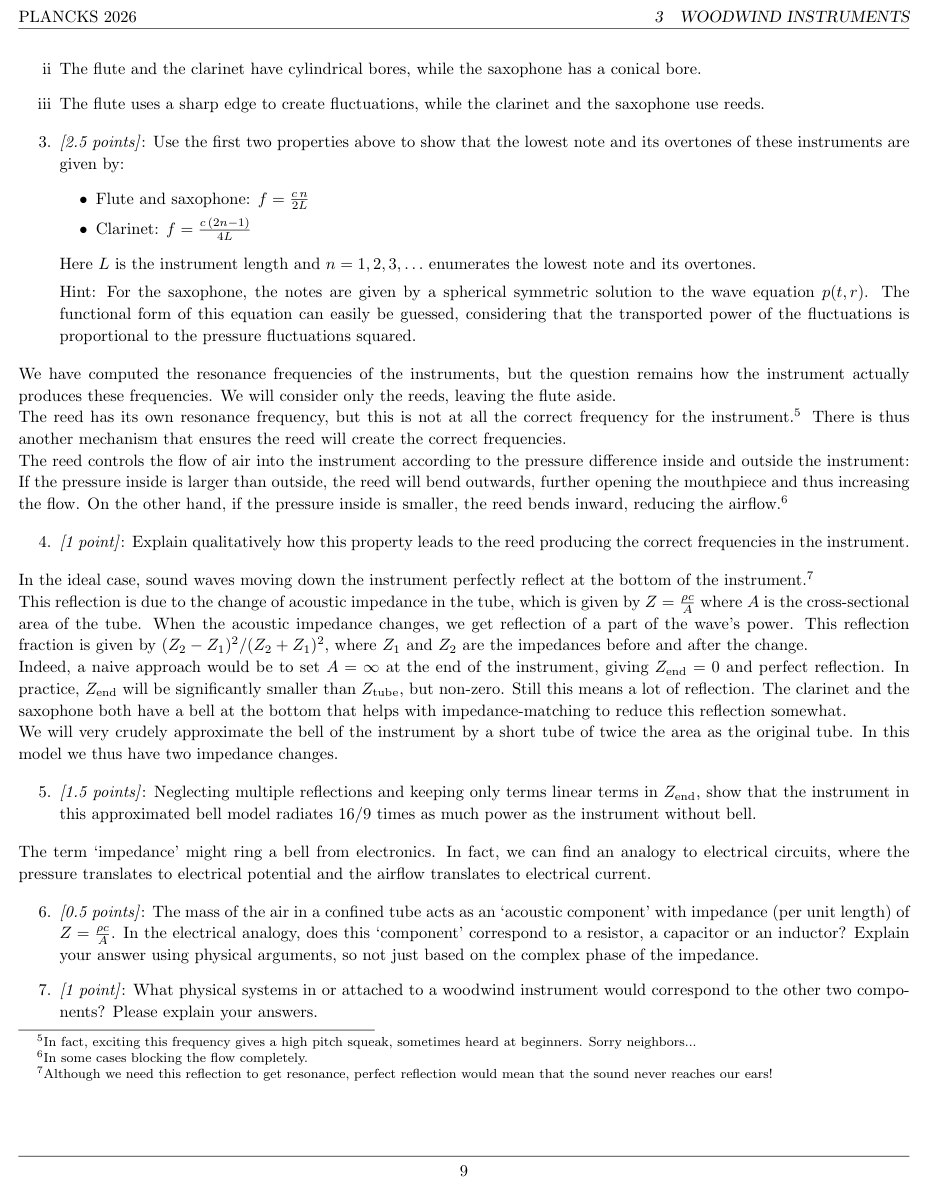 PLANCKS 2026 3 WOODWIND INSTRUMENTS
ii The flute and the clarinet have cylindrical bores, while the saxophone has a conical bore.
iii The flute uses a sharp edge to create fluctuations, while the clarinet and the saxophone use reeds.
3. [2.5 points]: Use the first two properties above to show that the lowest note and its overtones of these instruments are
given by:
• Flute and saxophone: f = \frac{c n}{2L}
• Clarinet: f = \frac{c (2n−1)}{4L}
Here L is the instrument length and n = 1, 2, 3, . . . enumerates the lowest note and its overtones.
Hint: For the saxophone, the notes are given by a spherical symmetric solution to the wave equation p(t, r). The
functional form of this equation can easily be guessed, considering that the transported power of the fluctuations is
proportional to the pressure fluctuations squared.
We have computed the resonance frequencies of the instruments, but the question remains how the instrument actually
produces these frequencies. We will consider only the reeds, leaving the flute aside.
The reed has its own resonance frequency, but this is not at all the correct frequency for the instrument.⁵ There is thus
another mechanism that ensures the reed will create the correct frequencies.
The reed controls the flow of air into the instrument according to the pressure difference inside and outside the instrument:
If the pressure inside is larger than outside, the reed will bend outwards, further opening the mouthpiece and thus increasing
the flow. On the other hand, if the pressure inside is smaller, the reed bends inward, reducing the airflow.⁶
4. [1 point]: Explain qualitatively how this property leads to the reed producing the correct frequencies in the instrument.
In the ideal case, sound waves moving down the instrument perfectly reflect at the bottom of the instrument.⁷
This reflection is due to the change of acoustic impedance in the tube, which is given by Z = \frac{ρc}{A} where A is the cross-sectional
area of the tube. When the acoustic impedance changes, we get reflection of a part of the wave's power. This reflection
fraction is given by (Z₂ − Z₁)²/(Z₂ + Z₁)², where Z₁ and Z₂ are the impedances before and after the change.
Indeed, a naive approach would be to set A = ∞ at the end of the instrument, giving Z_end = 0 and perfect reflection. In
practice, Z_end will be significantly smaller than Z_tube, but non-zero. Still this means a lot of reflection. The clarinet and the
saxophone both have a bell at the bottom that helps with impedance-matching to reduce this reflection somewhat.
We will very crudely approximate the bell of the instrument by a short tube of twice the area as the original tube. In this
model we thus have two impedance changes.
5. [1.5 points]: Neglecting multiple reflections and keeping only terms linear terms in Z_end, show that the instrument in
this approximated bell model radiates 16/9 times as much power as the instrument without bell.
The term ‘impedance’ might ring a bell from electronics. In fact, we can find an analogy to electrical circuits, where the
pressure translates to electrical potential and the airflow translates to electrical current.
6. [0.5 points]: The mass of the air in a confined tube acts as an ‘acoustic component’ with impedance (per unit length) of
Z = \frac{ρc}{A}. In the electrical analogy, does this ‘component’ correspond to a resistor, a capacitor or an inductor? Explain
your answer using physical arguments, so not just based on the complex phase of the impedance.
7. [1 point]: What physical systems in or attached to a woodwind instrument would correspond to the other two compo-
nents? Please explain your answers.
⁵In fact, exciting this frequency gives a high pitch squeak, sometimes heard at beginners. Sorry neighbors...
⁶In some cases blocking the flow completely.
⁷Although we need this reflection to get resonance, perfect reflection would mean that the sound never reaches our ears!
9